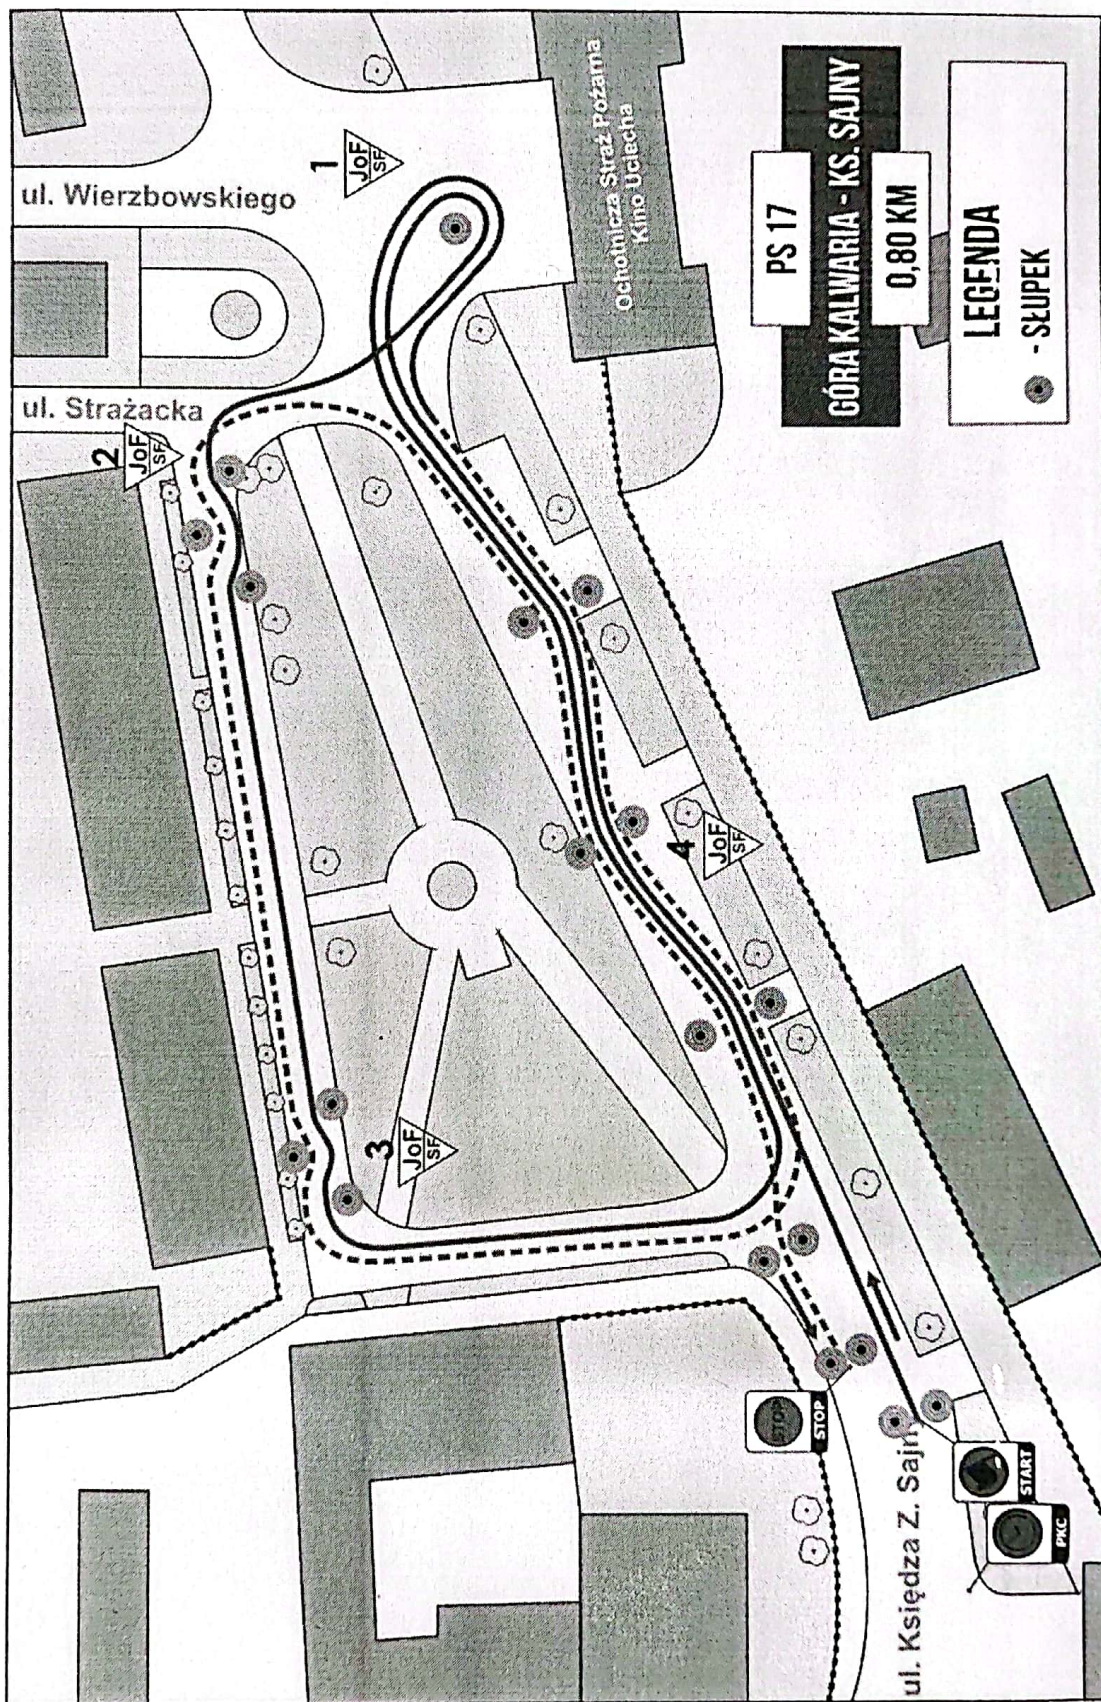 ul. Wierzbowskiego
1
JoF
SF
ul. Strażacka
2
JoF
SF
Ochotnicza Straż Pożarna
Kino Uciecha
PS 17
GÓRA KALWARIA - KS. SAJNY
0,80 KM
LEGENDA
- SŁUPEK
3
JoF
SF
4
JoF
SF
STOP
STOP
ul. Księdza Z. Sajny
START
PKC